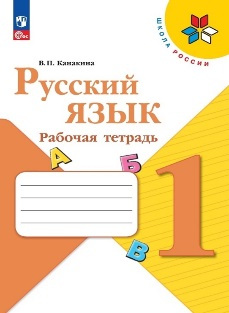 В.П. Канакина
ШКОЛА РОССИИ
Русский
язык
Рабочая тетрадь
А
Б
В
1